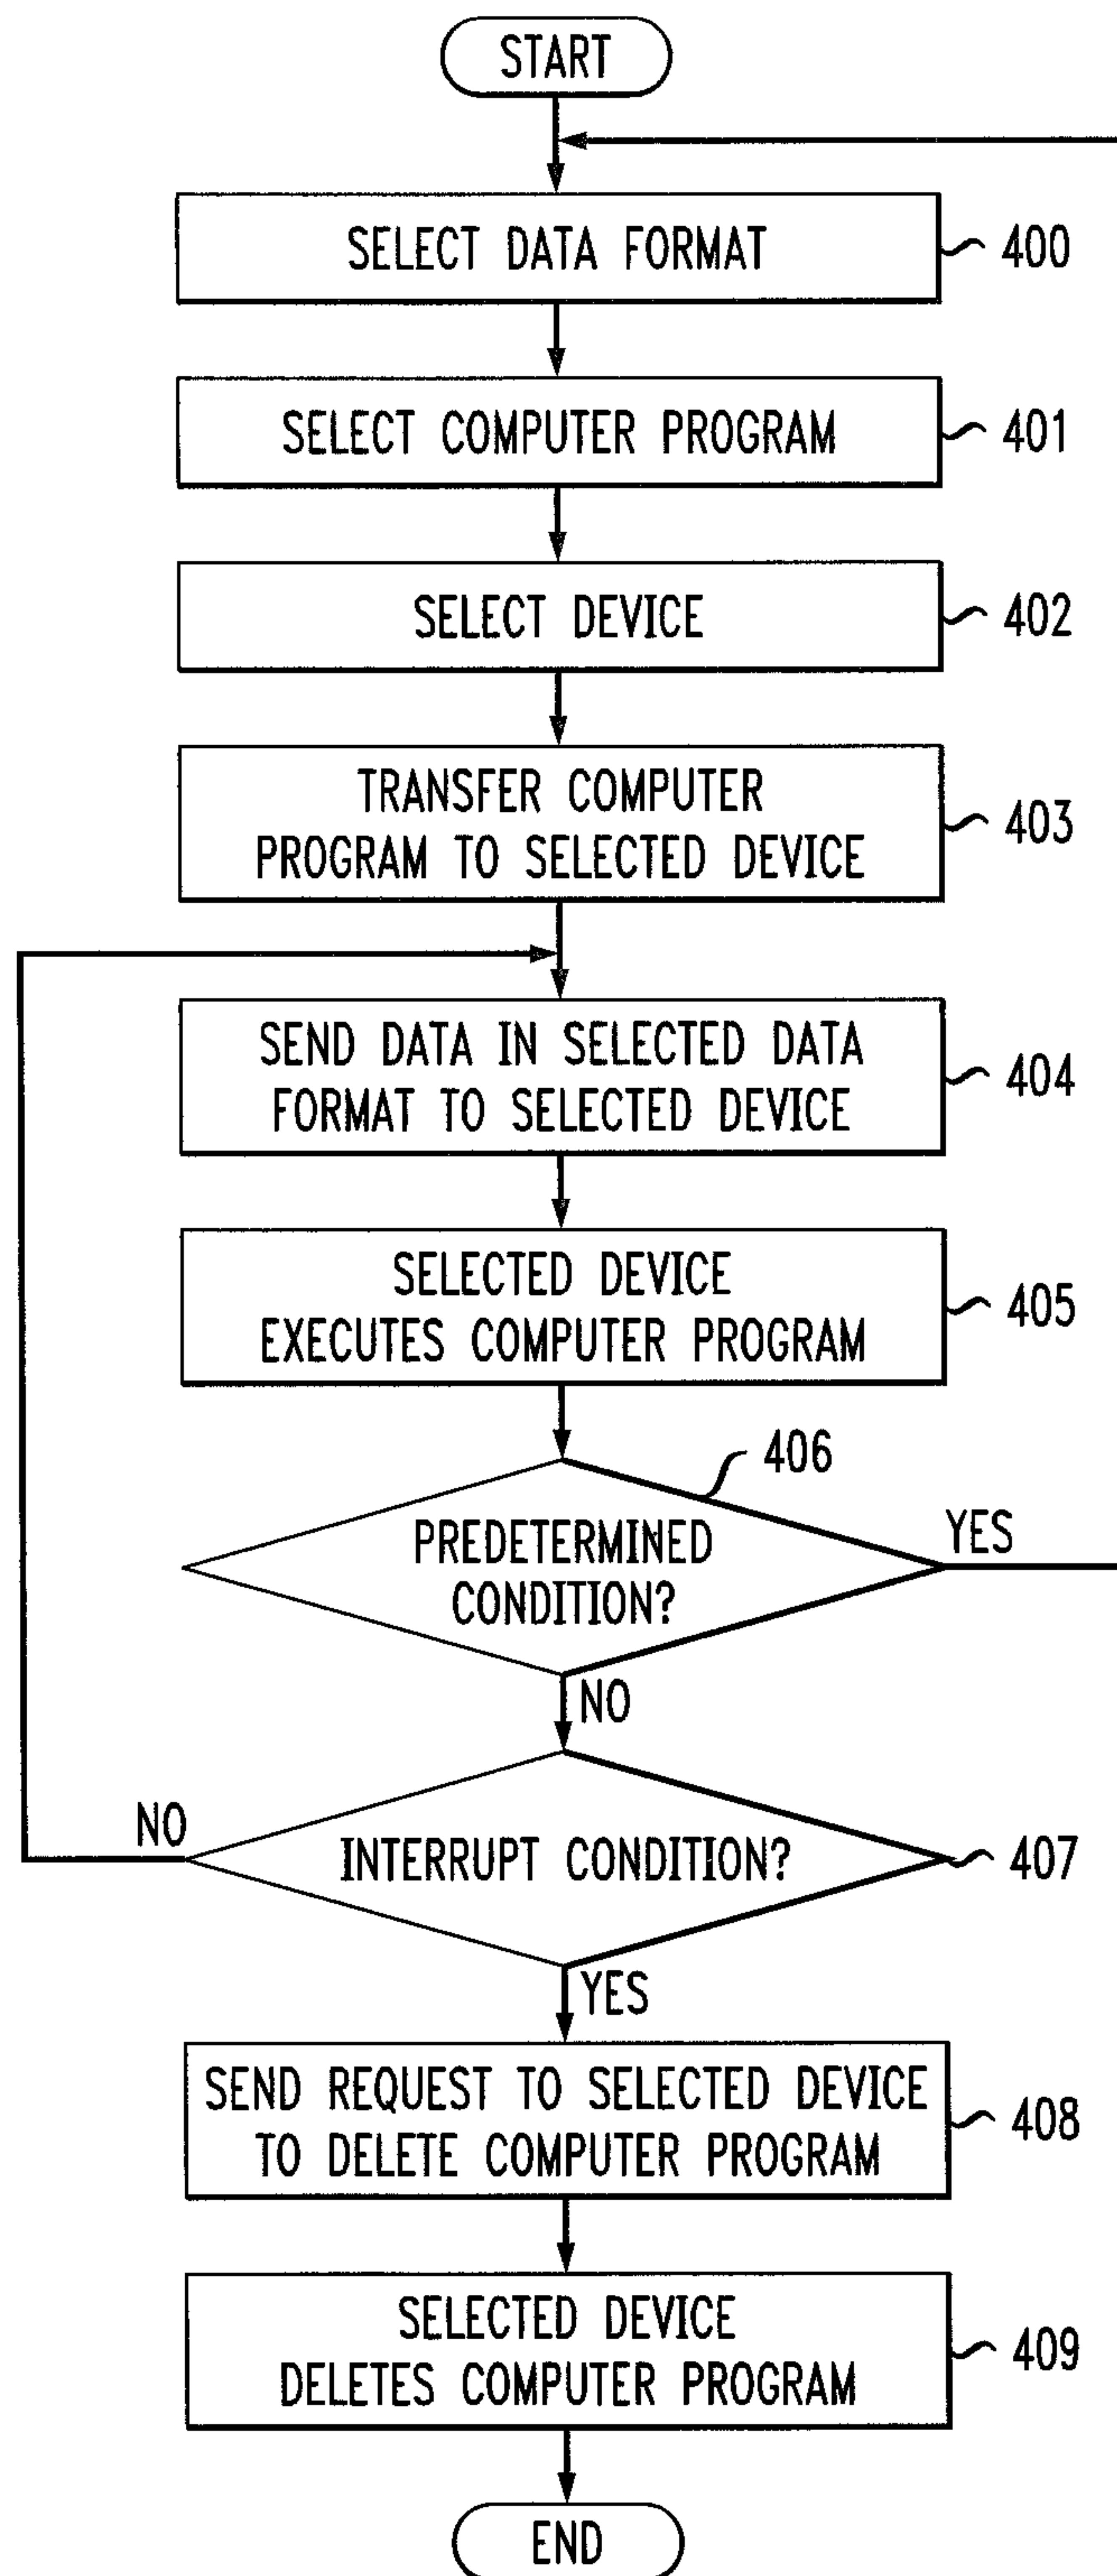 START
SELECT DATA FORMAT
400
SELECT COMPUTER PROGRAM
401
SELECT DEVICE
402
TRANSFER COMPUTER
PROGRAM TO SELECTED DEVICE
403
SEND DATA IN SELECTED DATA
FORMAT TO SELECTED DEVICE
404
SELECTED DEVICE
EXECUTES COMPUTER PROGRAM
405
406
PREDETERMINED
CONDITION?
YES
NO
NO
INTERRUPT CONDITION?
407
YES
SEND REQUEST TO SELECTED DEVICE
TO DELETE COMPUTER PROGRAM
408
SELECTED DEVICE
DELETES COMPUTER PROGRAM
409
END